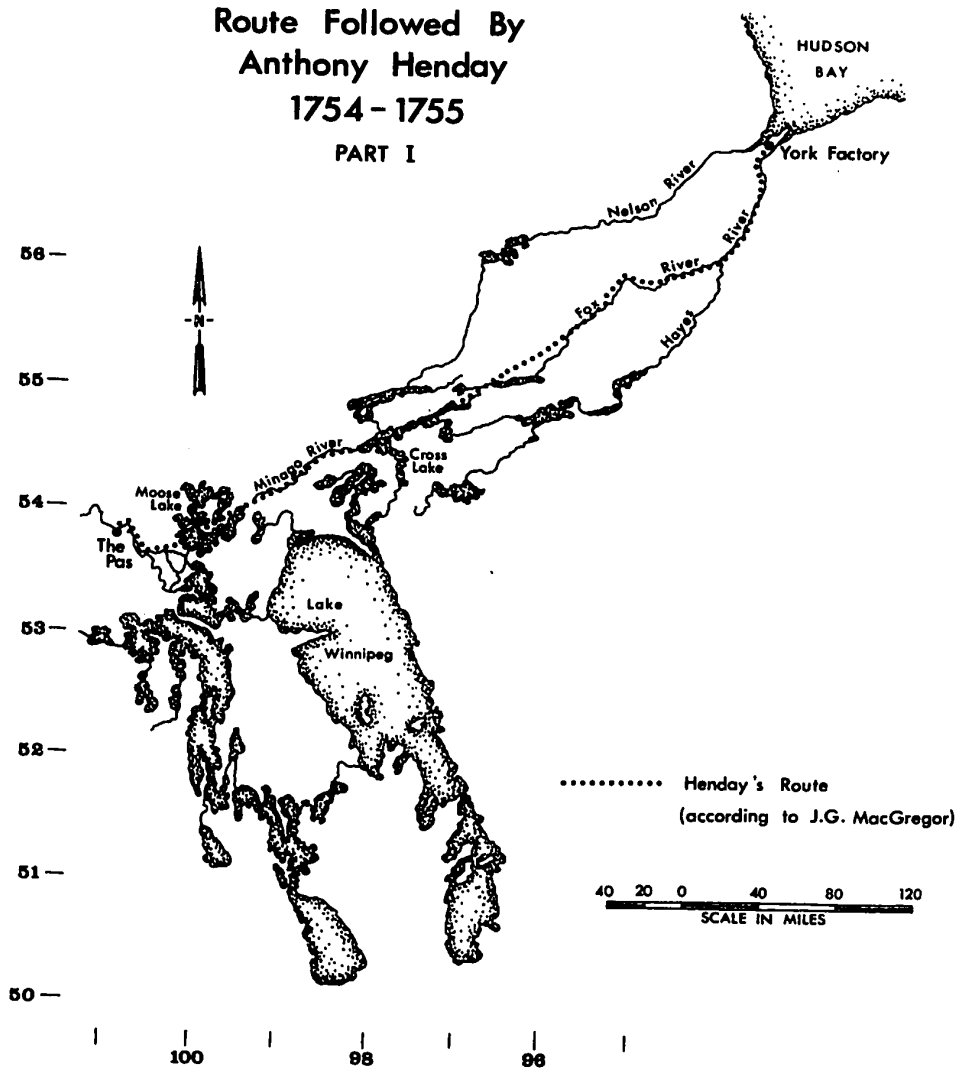 Route Followed By
Anthony Henday
1754-1755
PART I
HUDSON
BAY
York Factory
Nelson River
River
Fox River
Hayes
56
-N-
55
Minago River
Cross
Lake
Moose
Lake
54
The
Pas
53
Lake
Winnipeg
52
Henday's Route
(according to J.G. MacGregor)
51
40 20 0 40 80 120
SCALE IN MILES
50
100 98 96